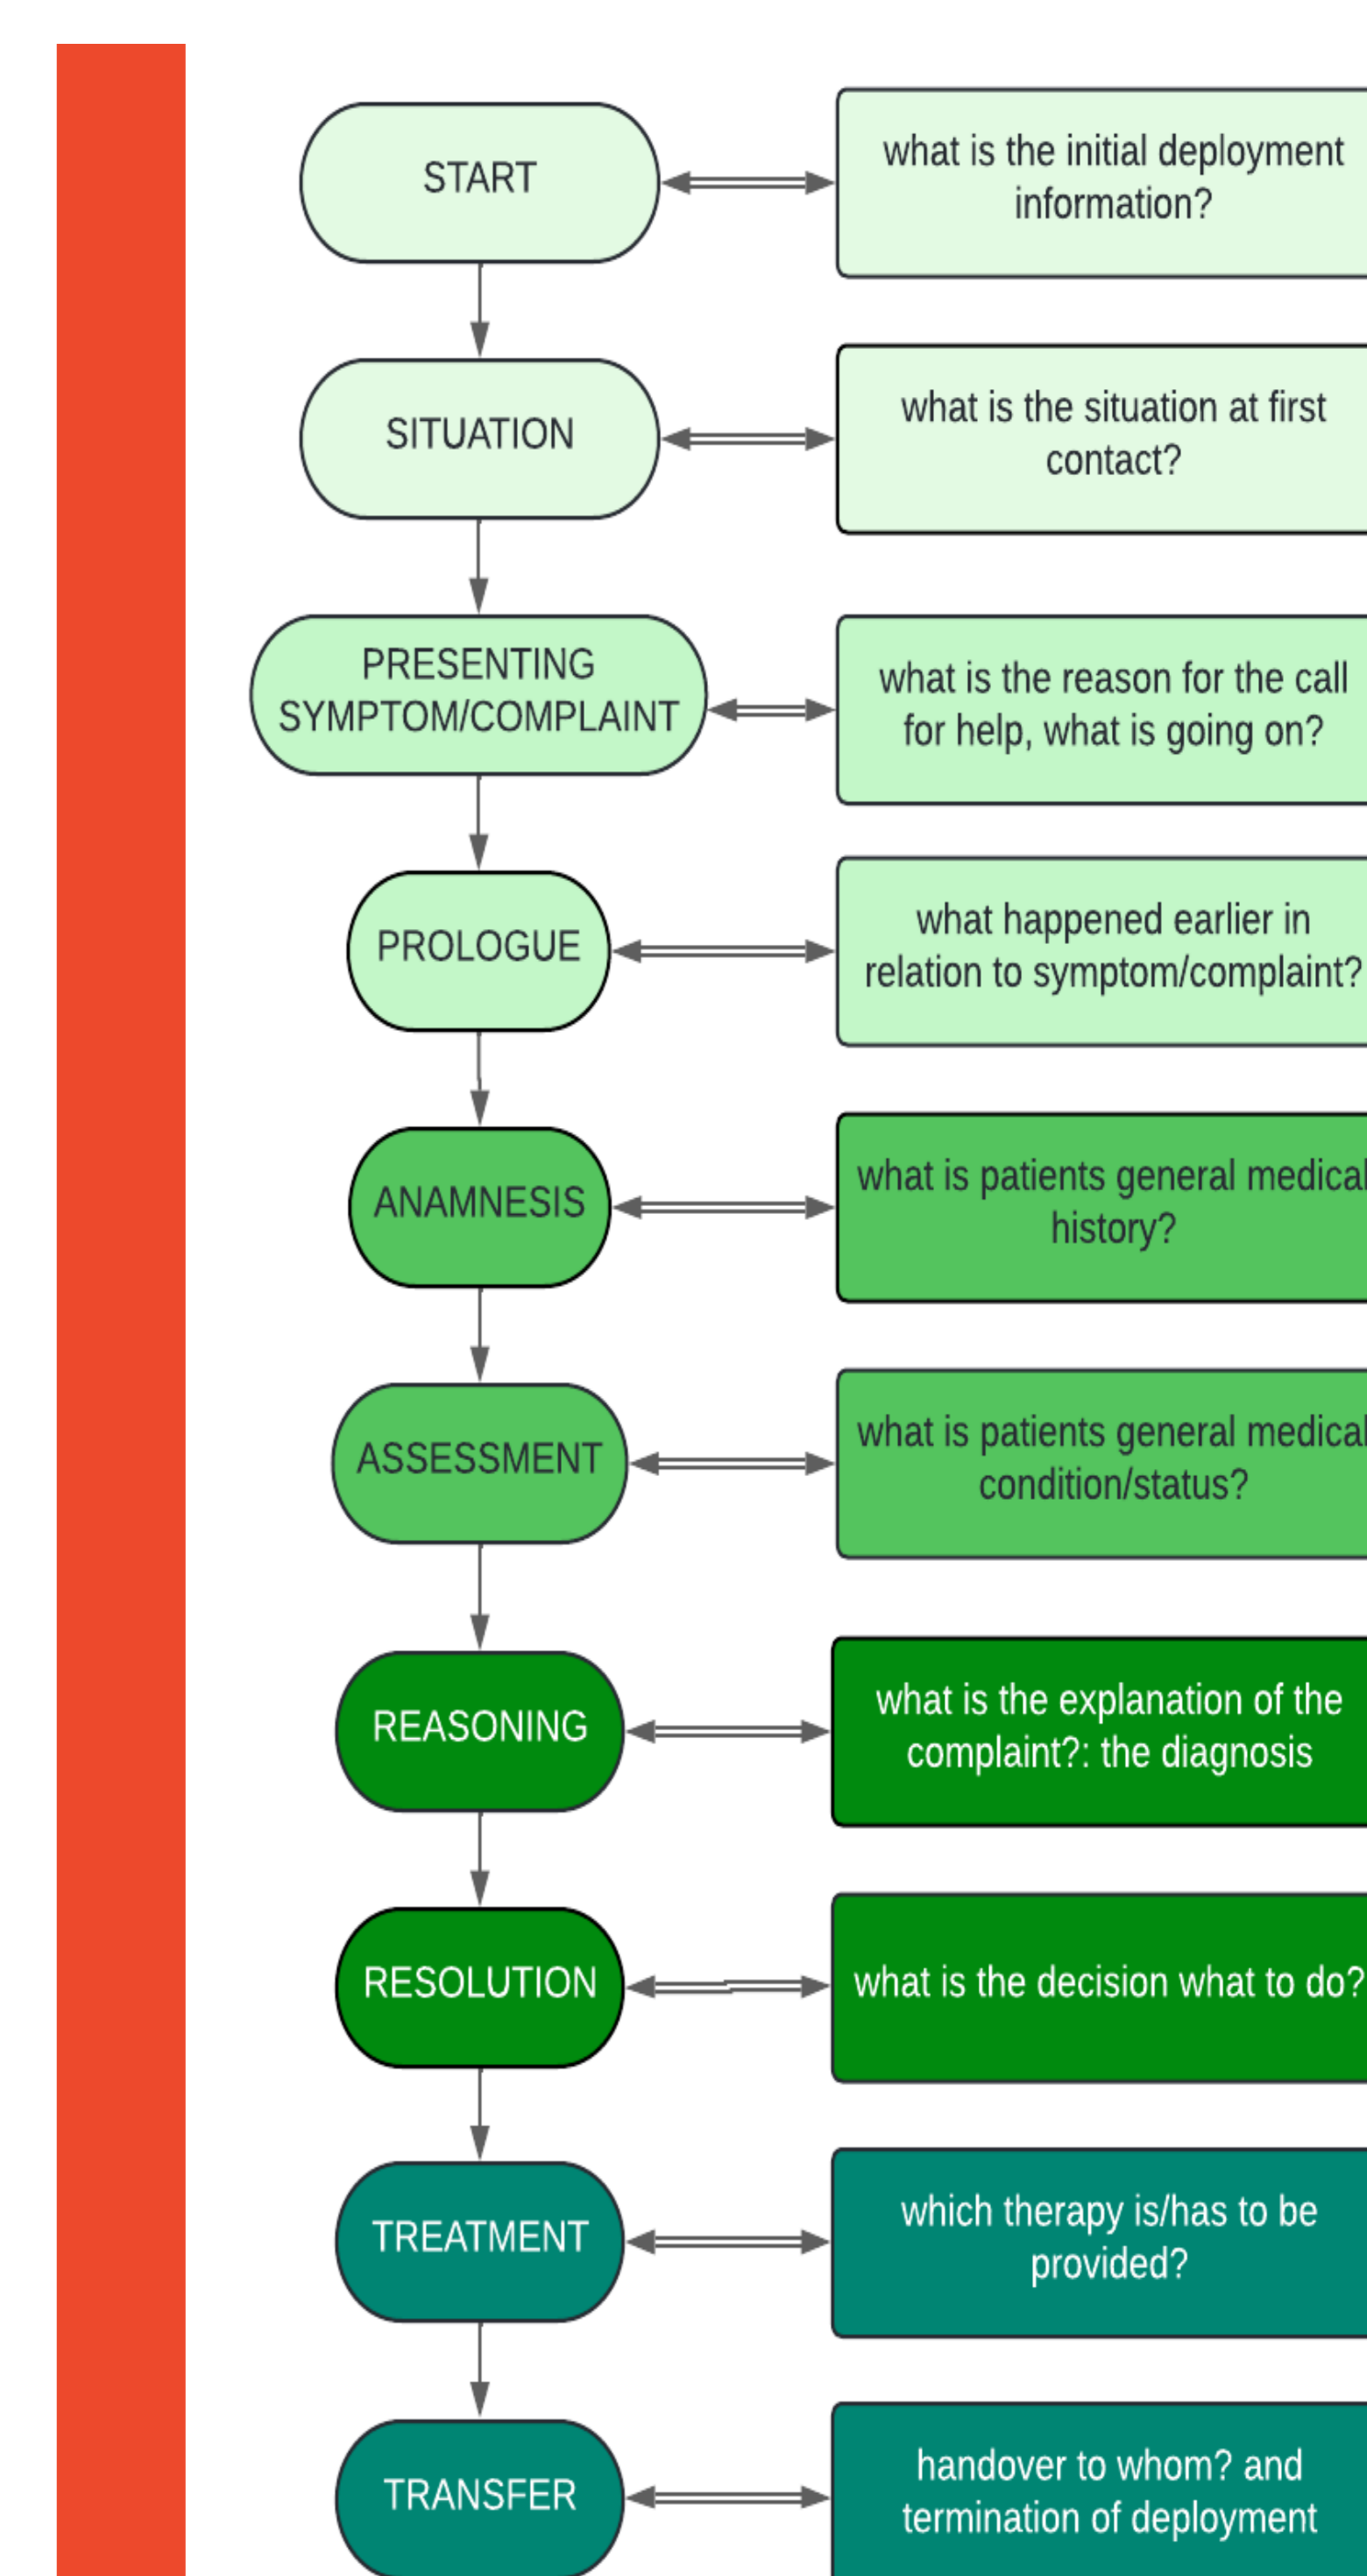 START
what is the initial deployment
information?
SITUATION
what is the situation at first
contact?
PRESENTING
SYMPTOM/COMPLAINT
what is the reason for the call
for help, what is going on?
PROLOGUE
what happened earlier in
relation to symptom/complaint?
ANAMNESIS
what is patients general medical
history?
ASSESSMENT
what is patients general medical
condition/status?
REASONING
what is the explanation of the
complaint?: the diagnosis
RESOLUTION
what is the decision what to do?
TREATMENT
which therapy is/has to be
provided?
TRANSFER
handover to whom? and
termination of deployment